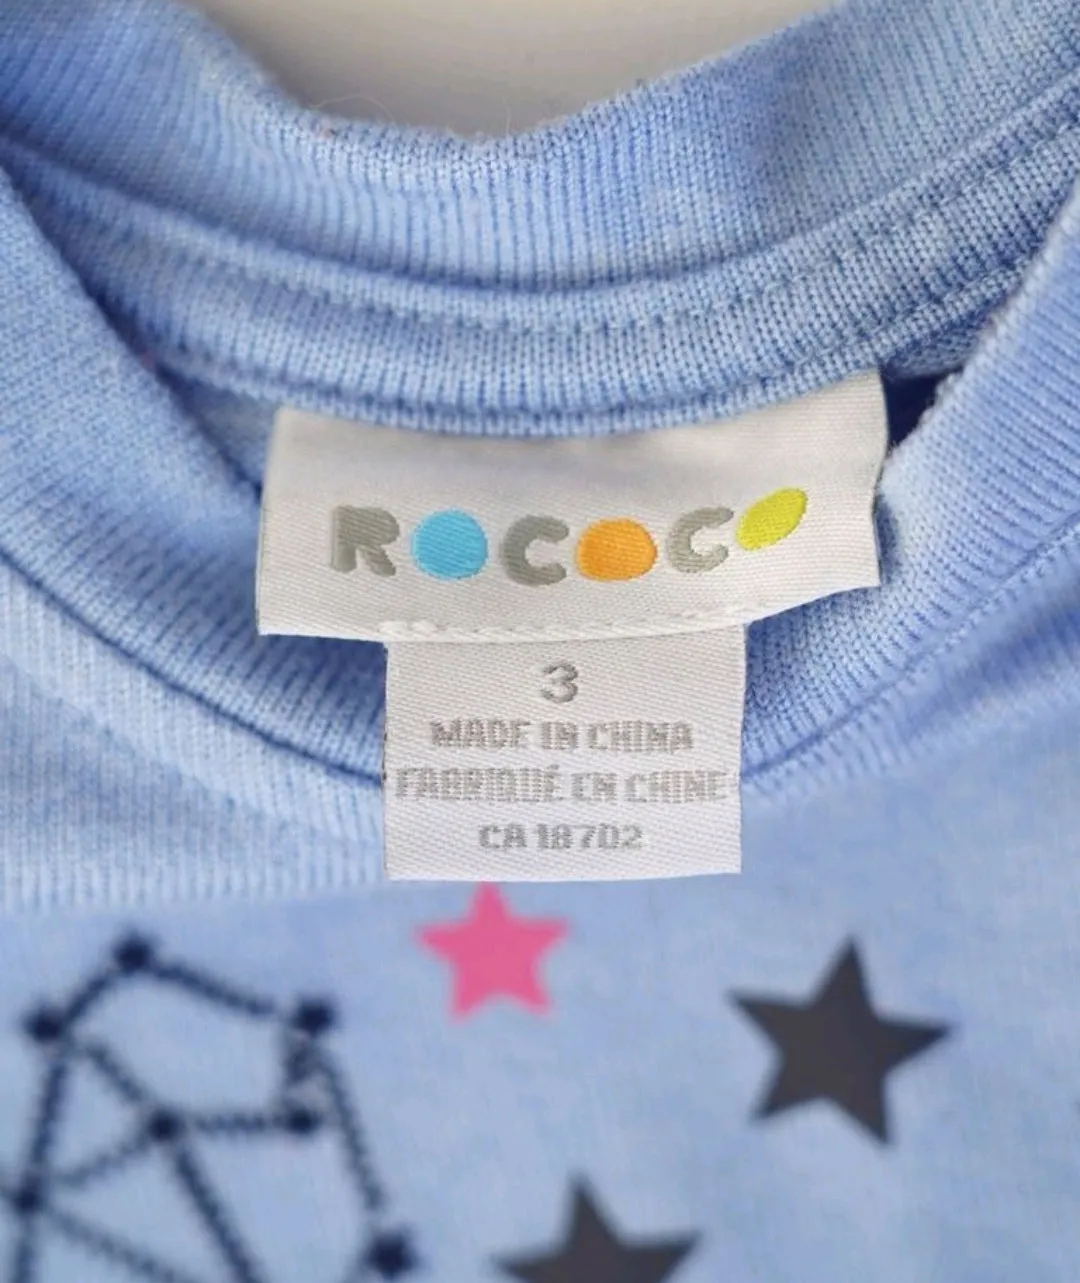 ROCOCO
3
MADE IN CHINA
FABRIQUÉ EN CHINE
CA 18702